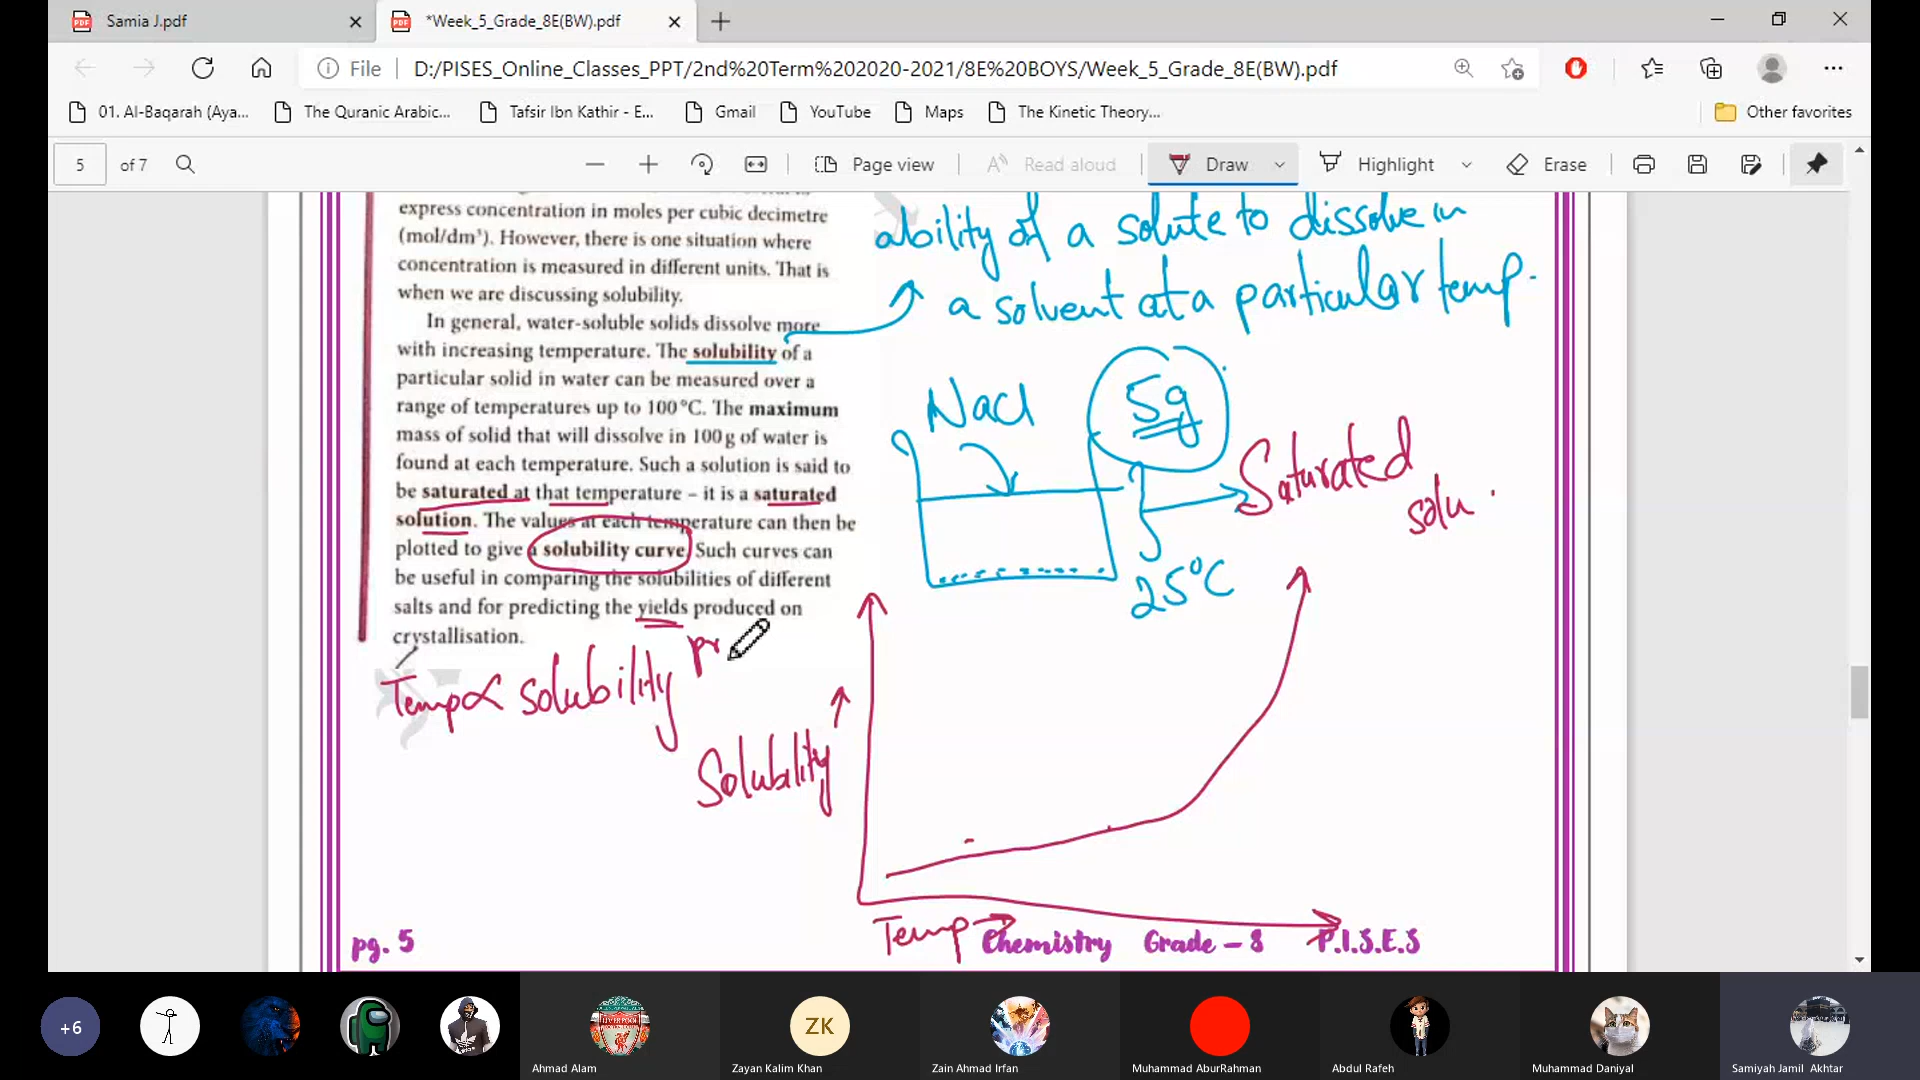 Samia J.pdf
*Week_5_Grade_8E(BW).pdf
File
D:/PISES_Online_Classes_PPT/2nd%20Term%202020-2021/8E%20BOYS/Week_5_Grade_8E(BW).pdf
01. Al-Baqarah (Aya...
The Quranic Arabic...
Tafsir Ibn Kathir - E...
Gmail
YouTube
Maps
The Kinetic Theory...
Other favorites
5 of 7
Page view
Read aloud
Draw
Highlight
Erase
express concentration in moles per cubic decimetre
(mol/dm³). However, there is one situation where
concentration is measured in different units. That is
when we are discussing solubility.
In general, water-soluble solids dissolve more
with increasing temperature. The solubility of a
particular solid in water can be measured over a
range of temperatures up to 100°C. The maximum
mass of solid that will dissolve in 100 g of water is
found at each temperature. Such a solution is said to
be saturated at that temperature – it is a saturated
solution. The values at each temperature can then be
plotted to give a solubility curve. Such curves can
be useful in comparing the solubilities of different
salts and for predicting the yields produced on
crystallisation.
ability of a solute to dissolve in
a solvent at a particular temp.
NaCl
5g
Saturated
solu.
25°C
pr
Temp ∝ solubility
Solubility
Temp
pg. 5
Chemistry Grade – 8 P.I.S.E.S
+6
ZK
Ahmad Alam
Zayan Kalim Khan
Zain Ahmad Irfan
Muhammad AburRahman
Abdul Rafeh
Muhammad Daniyal
Samiyah Jamil Akhtar